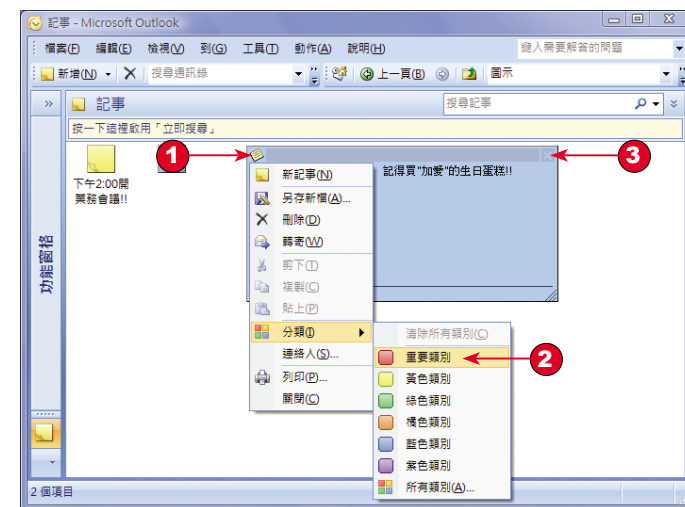 記事 - Microsoft Outlook
檔案(F) 編輯(E) 檢視(V) 到(G) 工具(T) 動作(A) 說明(H) 鍵入需要解答的問題
新增(N) 搜尋通訊錄 上一頁(B) 圖示
» 記事 搜尋記事
按一下這裡啟用「立即搜尋」
1
3
下午2:00開
業務會議!!
記得買"加愛"的生日蛋糕!!
新記事(N)
另存新檔(A)...
刪除(D)
轉寄(W)
剪下(T)
複製(C)
貼上(P)
分類(I)
連絡人(S)...
列印(P)...
關閉(C)
清除所有類別(C)
重要類別
2
黃色類別
綠色類別
橘色類別
藍色類別
紫色類別
所有類別(A)...
功能窗格
2 個項目